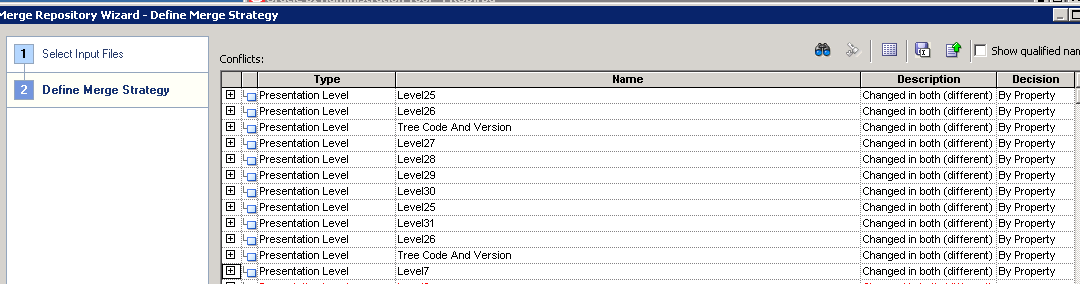 Merge Repository Wizard - Define Merge Strategy
1 Select Input Files
2 Define Merge Strategy
Conflicts:
Show qualified nam
Type Name Description Decision
Presentation Level Level25 Changed in both (different) By Property
Presentation Level Level26 Changed in both (different) By Property
Presentation Level Tree Code And Version Changed in both (different) By Property
Presentation Level Level27 Changed in both (different) By Property
Presentation Level Level28 Changed in both (different) By Property
Presentation Level Level29 Changed in both (different) By Property
Presentation Level Level30 Changed in both (different) By Property
Presentation Level Level25 Changed in both (different) By Property
Presentation Level Level31 Changed in both (different) By Property
Presentation Level Level26 Changed in both (different) By Property
Presentation Level Tree Code And Version Changed in both (different) By Property
Presentation Level Level7 Changed in both (different) By Property